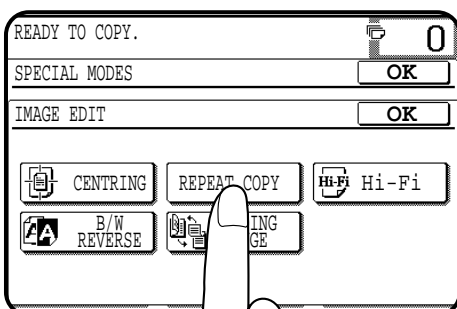 READY TO COPY.
0
SPECIAL MODES
OK
IMAGE EDIT
OK
CENTRING
REPEAT COPY
Hi-Fi Hi-Fi
B/W
REVERSE
A A